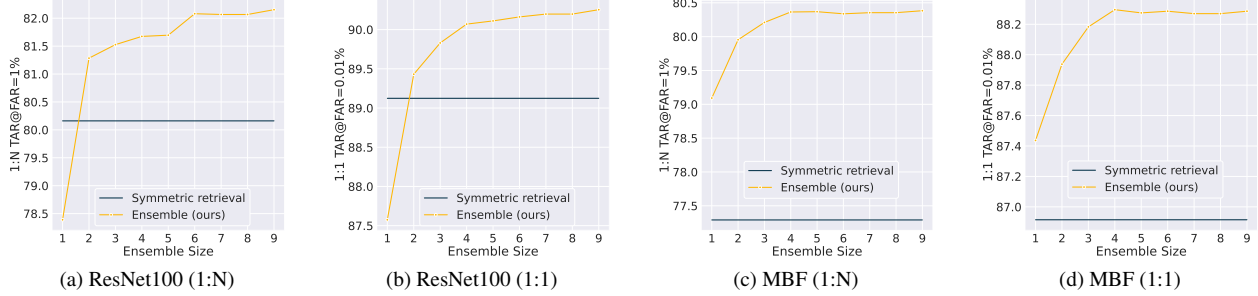 1:N TAR@FAR=1%
82.0
81.5
81.0
80.5
80.0
79.5
79.0
78.5
Symmetric retrieval
Ensemble (ours)
1 2 3 4 5 6 7 8 9
Ensemble Size
(a) ResNet100 (1:N)
1:1 TAR@FAR=0.01%
90.0
89.5
89.0
88.5
88.0
87.5
Symmetric retrieval
Ensemble (ours)
1 2 3 4 5 6 7 8 9
Ensemble Size
(b) ResNet100 (1:1)
1:N TAR@FAR=1%
80.5
80.0
79.5
79.0
78.5
78.0
77.5
Symmetric retrieval
Ensemble (ours)
1 2 3 4 5 6 7 8 9
Ensemble Size
(c) MBF (1:N)
1:1 TAR@FAR=0.01%
88.2
88.0
87.8
87.6
87.4
87.2
87.0
Symmetric retrieval
Ensemble (ours)
1 2 3 4 5 6 7 8 9
Ensemble Size
(d) MBF (1:1)